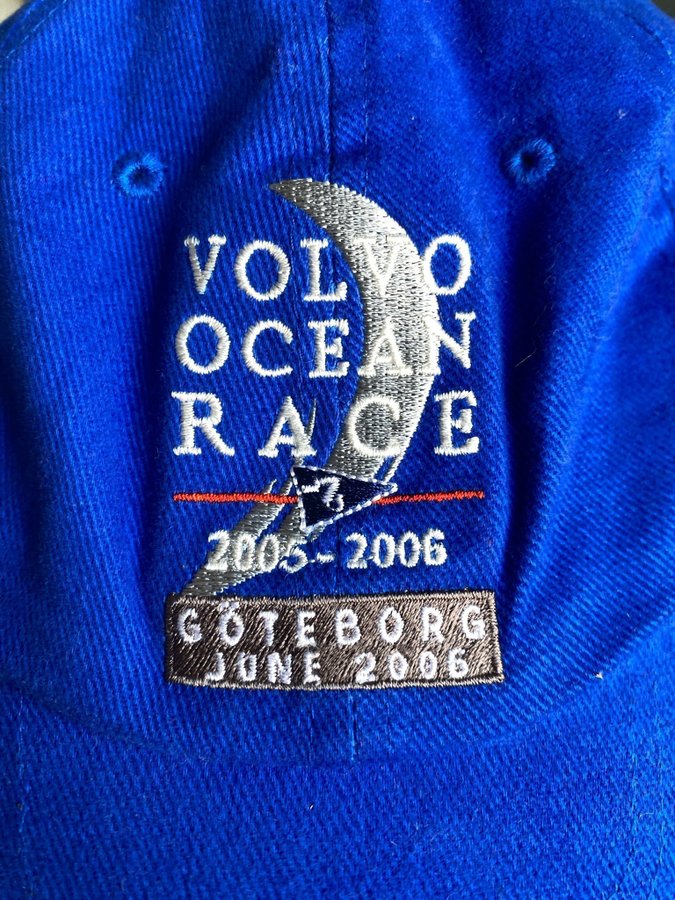 VOLVO
OCEAN
RACE
2005-2006
GÖTEBORG
JUNE 2006